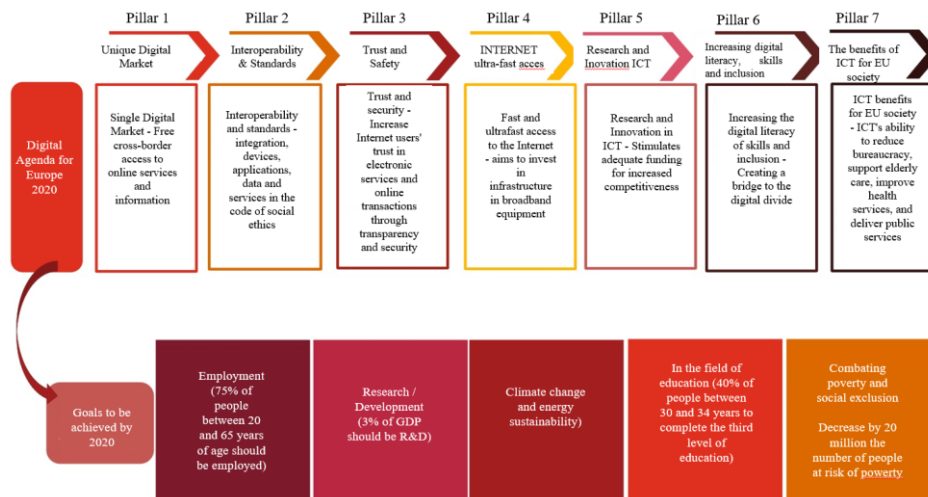 Pillar 1
Pillar 2
Pillar 3
Pillar 4
Pillar 5
Pillar 6
Pillar 7
Unique Digital
Market
Interoperability
& Standards
Trust and
Safety
INTERNET
ultra-fast acces
Research and
Inovation ICT
Increasing digital
literacy, skills
and inclusion
The benefits of
ICT for EU
society
Digital
Agenda for
Europe
2020
Single Digital
Market - Free
cross-border
access to
online services
and
information
Interoperability
and standards -
integration,
devices,
applications,
data and
services in the
code of social
ethics
Trust and
security -
Increase
Internet users'
trust in
electronic
services and
online
transactions
through
transparency
and security
Fast and
ultrafast access
to the Internet
- aims to invest
in
infrastructure
in broadband
equipment
Research and
Innovation in
ICT - Stimulates
adequate funding
for increased
competitiveness
Increasing the
digital literacy
of skills and
inclusion -
Creating a
bridge to the
digital divide
ICT benefits
for EU society
- ICT's ability
to reduce
bureaucracy,
support elderly
care, improve
health
services, and
deliver public
services
Goals to be
achieved by
2020
Employment
(75% of
people
between 20
and 65 years
of age should
be employed)
Research /
Development
(3% of GDP
should be R&D)
Climate change
and energy
sustainability)
In the field of
education (40% of
people between
30 and 34 years to
complete the third
level of
education)
Combating
poverty and
social exclusion
Decrease by 20
million the
number of people
at risk of powerty